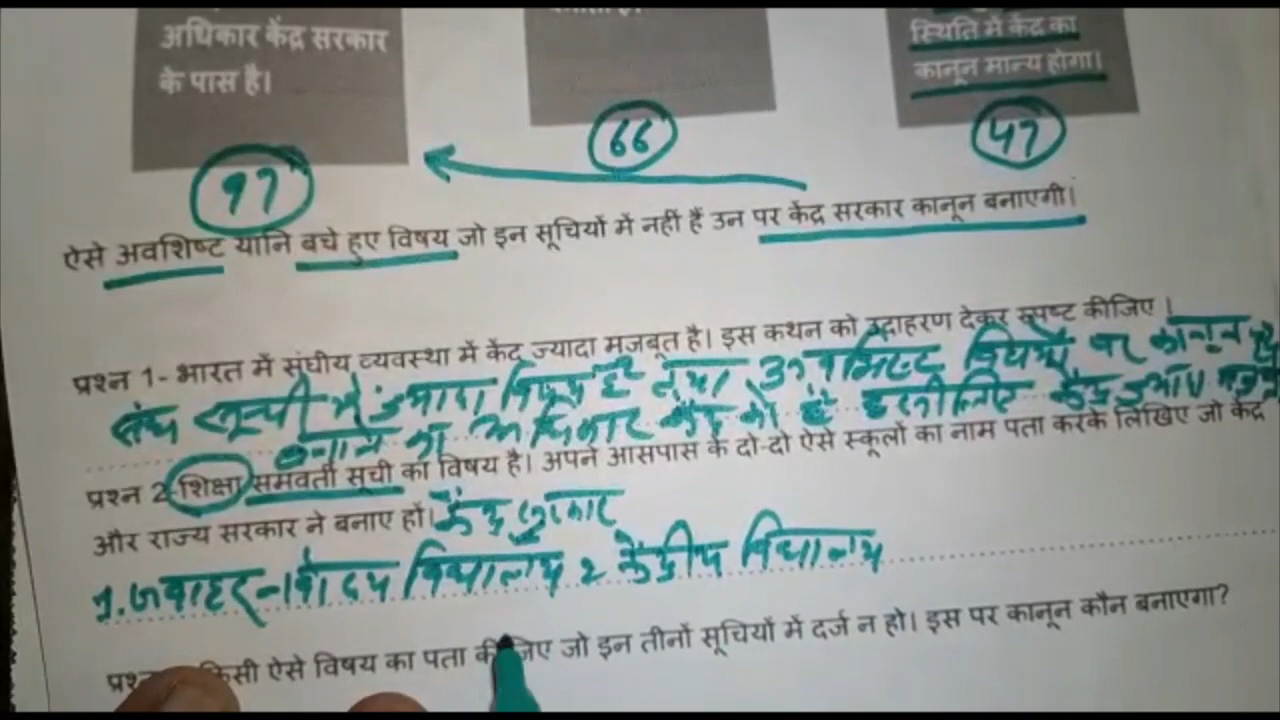 अधिकार केंद्र सरकार
के पास है।
स्थिति में केंद्र का
कानून मान्य होगा।
97
66
47
ऐसे अवशिष्ट यानि बचे हुए विषय जो इन सूचियों में नहीं हैं उन पर केंद्र सरकार कानून बनाएगी।
प्रश्न 1- भारत में संघीय व्यवस्था में केंद्र ज्यादा मजबूत है। इस कथन को उदाहरण देकर स्पष्ट कीजिए ।
संघ सूची में ज्यादा विषय है तथा अवशिष्ट विषयों पर कानून
बनाने का अधिकार केंद्र को है इसीलिए केंद्र ज्यादा
प्रश्न 2- शिक्षा समवर्ती सूची का विषय है। अपने आसपास के दो-दो ऐसे स्कूलों का नाम पता करके लिखिए जो केंद्र
और राज्य सरकार ने बनाए हों। केंद्र सरकार
1. जवाहर नवोदय विद्यालय 2 केंद्रीय विद्यालय
किसी ऐसे विषय का पता कीजिए जो इन तीनों सूचियों में दर्ज न हो। इस पर कानून कौन बनाएगा?